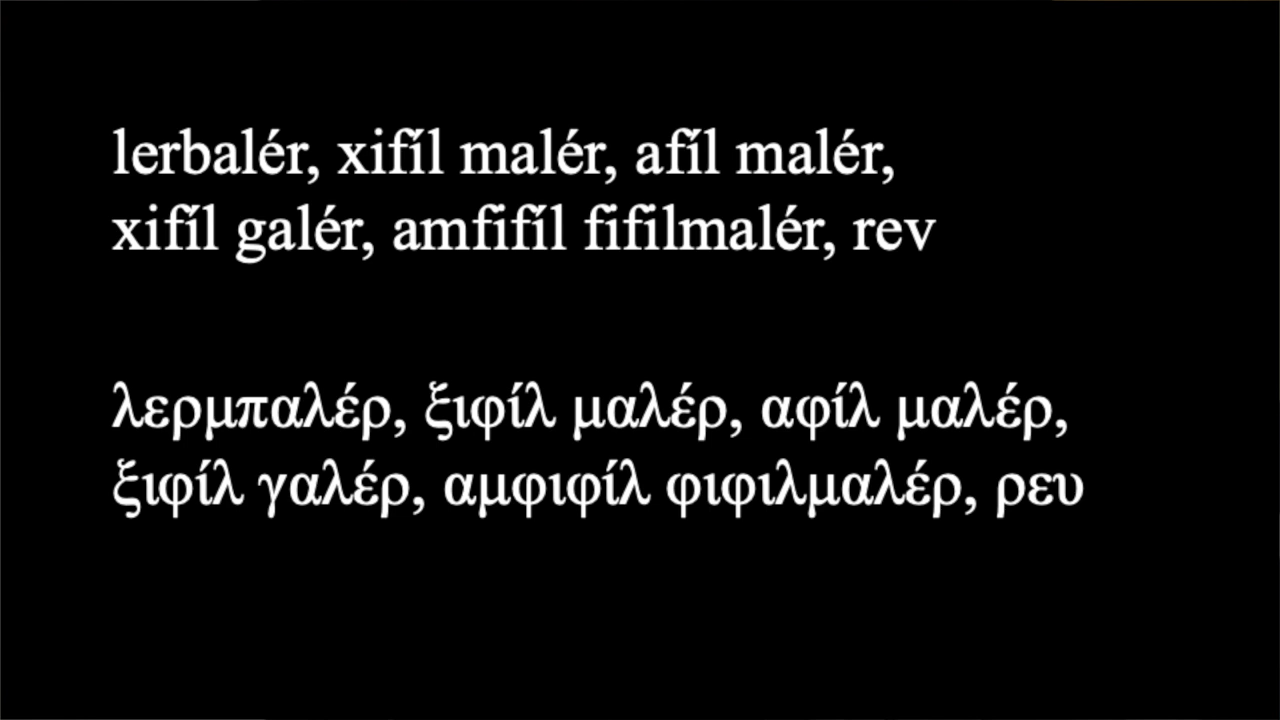 lerbalér, xifíl malér, afíl malér,
xifíl galér, amfifíl fifilmalér, rev
λερμπαλέρ, ξιφίλ μαλέρ, αφίλ μαλέρ,
ξιφίλ γαλέρ, αμφιφίλ φιφιλμαλέρ, ρευ